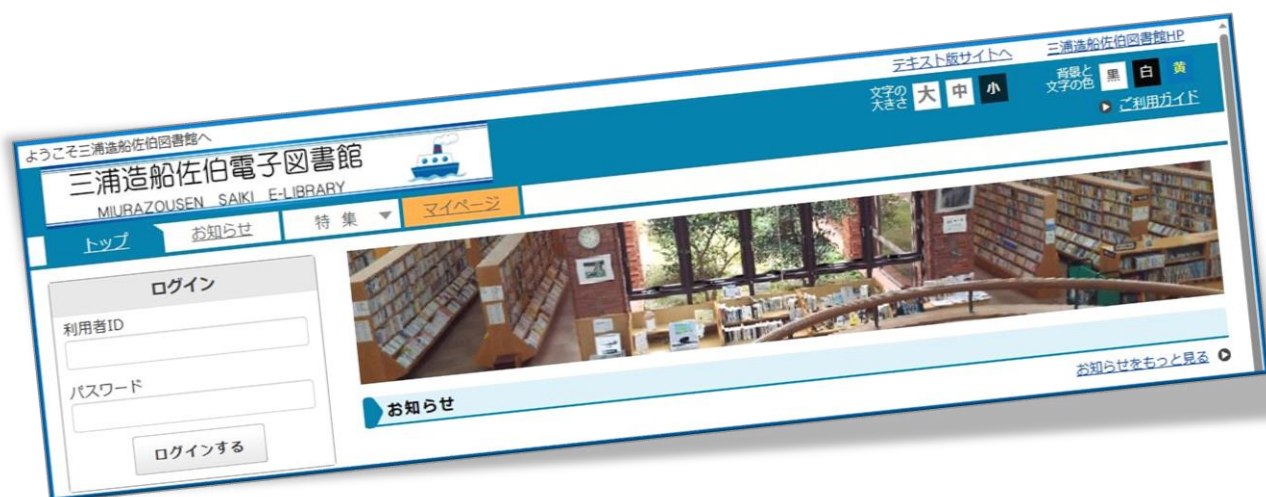 テキスト版サイトへ 三浦造船佐伯図書館HP
ようこそ三浦造船佐伯図書館へ
文字の
大きさ 大 中 小
背景と
文字の色 黒 白 黄
ご利用ガイド
三浦造船佐伯電子図書館
MIURAZOUSEN SAIKI E-LIBRARY
トップ お知らせ 特集 ▼ マイページ
ログイン
利用者ID
パスワード
ログインする
お知らせ
お知らせをもっと見る